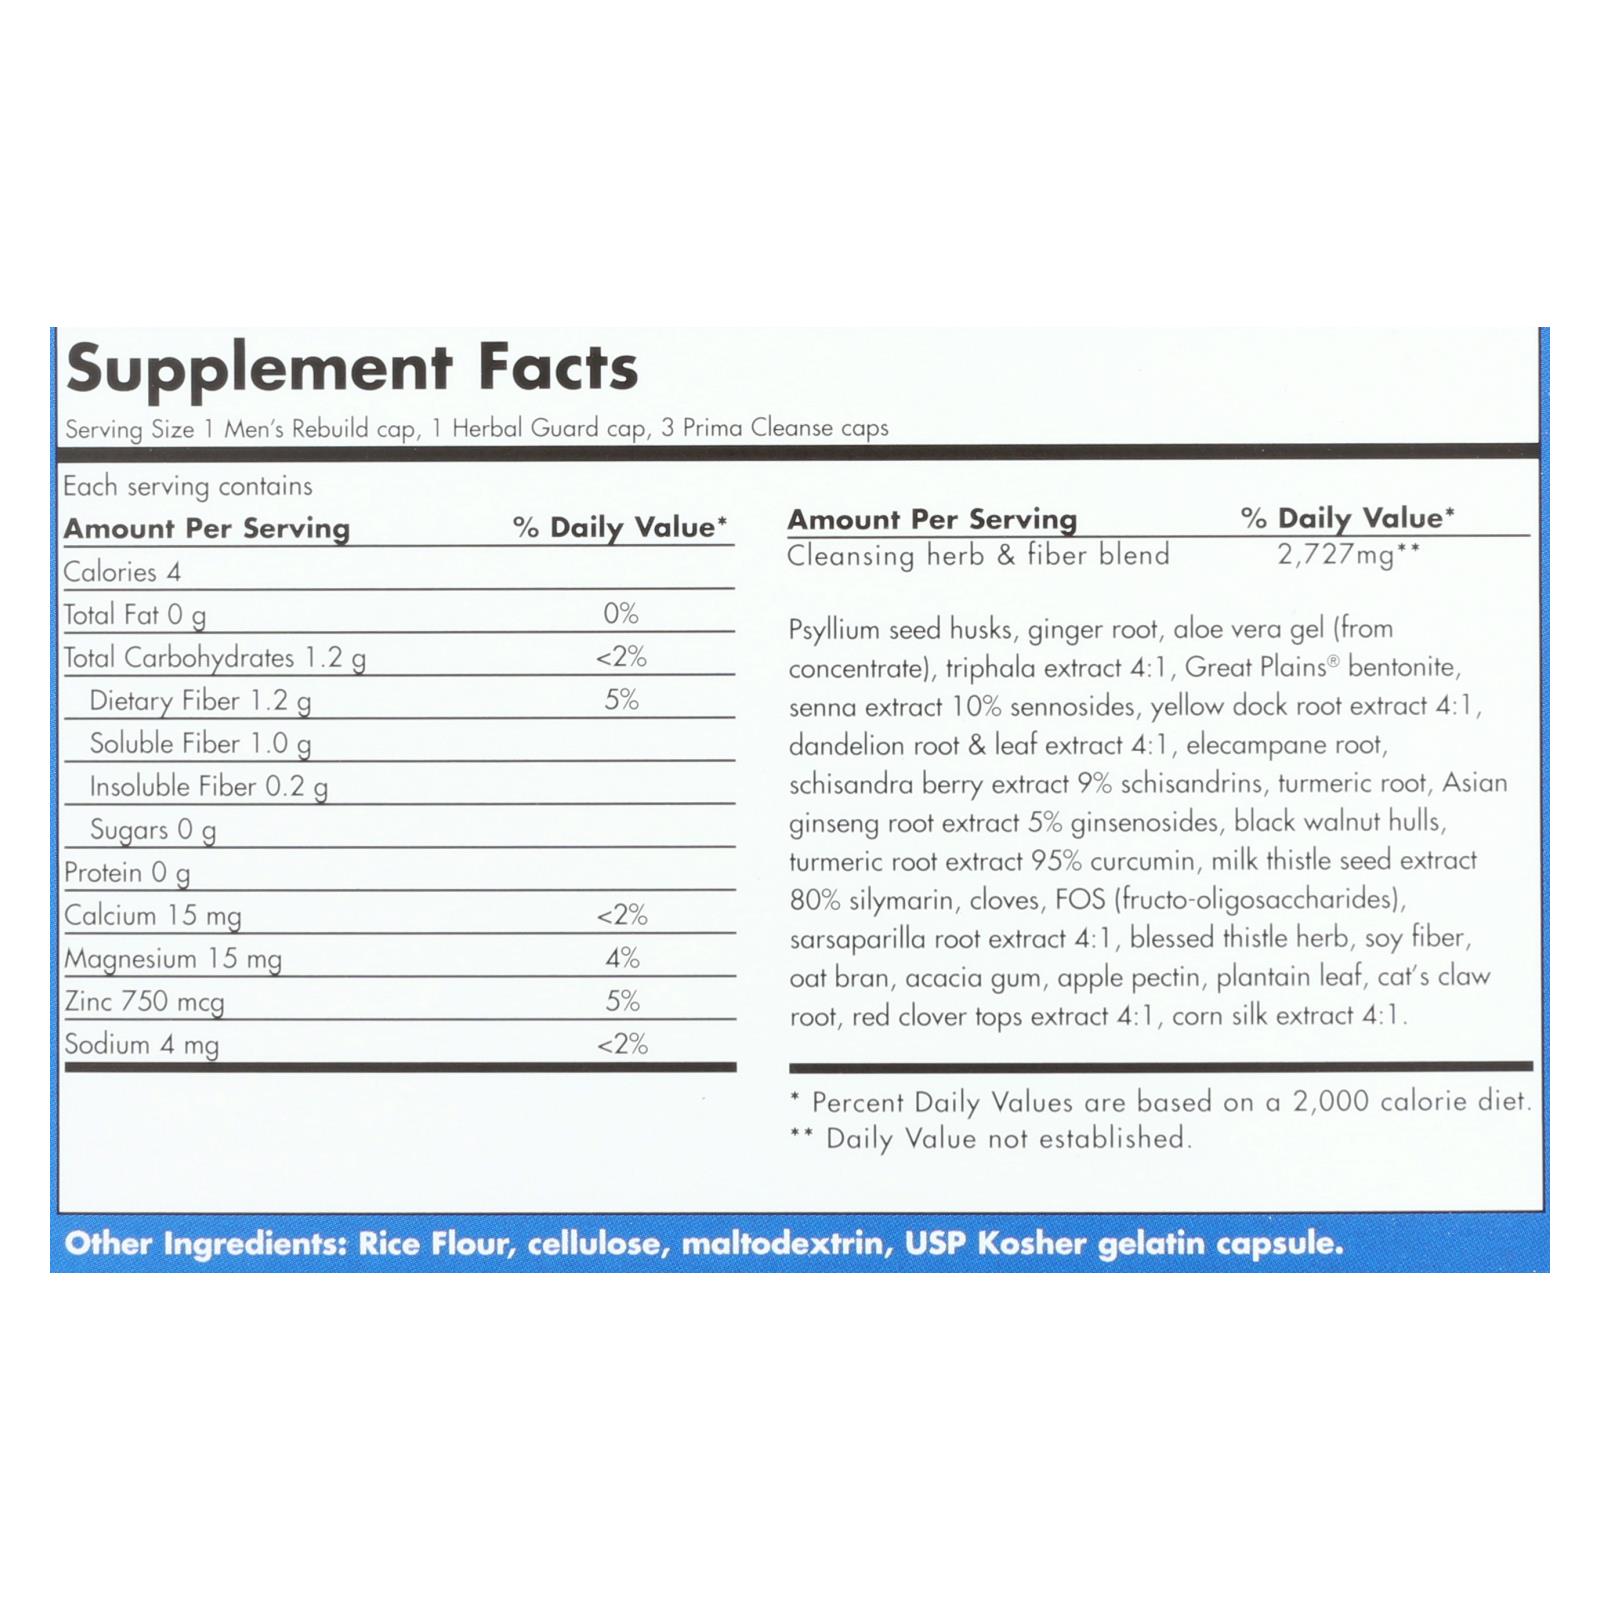 Supplement Facts
Serving Size 1 Men's Rebuild cap, 1 Herbal Guard cap, 3 Prima Cleanse caps
Each serving contains
Amount Per Serving % Daily Value*
Calories 4
Total Fat 0 g 0%
Total Carbohydrates 1.2 g <2%
Dietary Fiber 1.2 g 5%
Soluble Fiber 1.0 g
Insoluble Fiber 0.2 g
Sugars 0 g
Protein 0 g
Calcium 15 mg <2%
Magnesium 15 mg 4%
Zinc 750 mcg 5%
Sodium 4 mg <2%
Amount Per Serving % Daily Value*
Cleansing herb & fiber blend 2,727mg**
Psyllium seed husks, ginger root, aloe vera gel (from
concentrate), triphala extract 4:1, Great Plains® bentonite,
senna extract 10% sennosides, yellow dock root extract 4:1,
dandelion root & leaf extract 4:1, elecampane root,
schisandra berry extract 9% schisandrins, turmeric root, Asian
ginseng root extract 5% ginsenosides, black walnut hulls,
turmeric root extract 95% curcumin, milk thistle seed extract
80% silymarin, cloves, FOS (fructo-oligosaccharides),
sarsaparilla root extract 4:1, blessed thistle herb, soy fiber,
oat bran, acacia gum, apple pectin, plantain leaf, cat's claw
root, red clover tops extract 4:1, corn silk extract 4:1.
* Percent Daily Values are based on a 2,000 calorie diet.
** Daily Value not established.
Other Ingredients: Rice Flour, cellulose, maltodextrin, USP Kosher gelatin capsule.